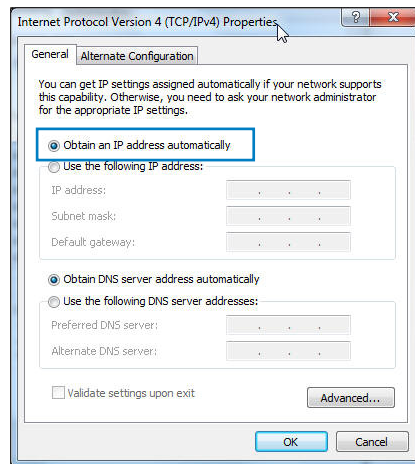 Internet Protocol Version 4 (TCP/IPv4) Properties
General
Alternate Configuration
You can get IP settings assigned automatically if your network supports
this capability. Otherwise, you need to ask your network administrator
for the appropriate IP settings.
Obtain an IP address automatically
Use the following IP address:
IP address:
Subnet mask:
Default gateway:
Obtain DNS server address automatically
Use the following DNS server addresses:
Preferred DNS server:
Alternate DNS server:
Validate settings upon exit
Advanced...
OK
Cancel